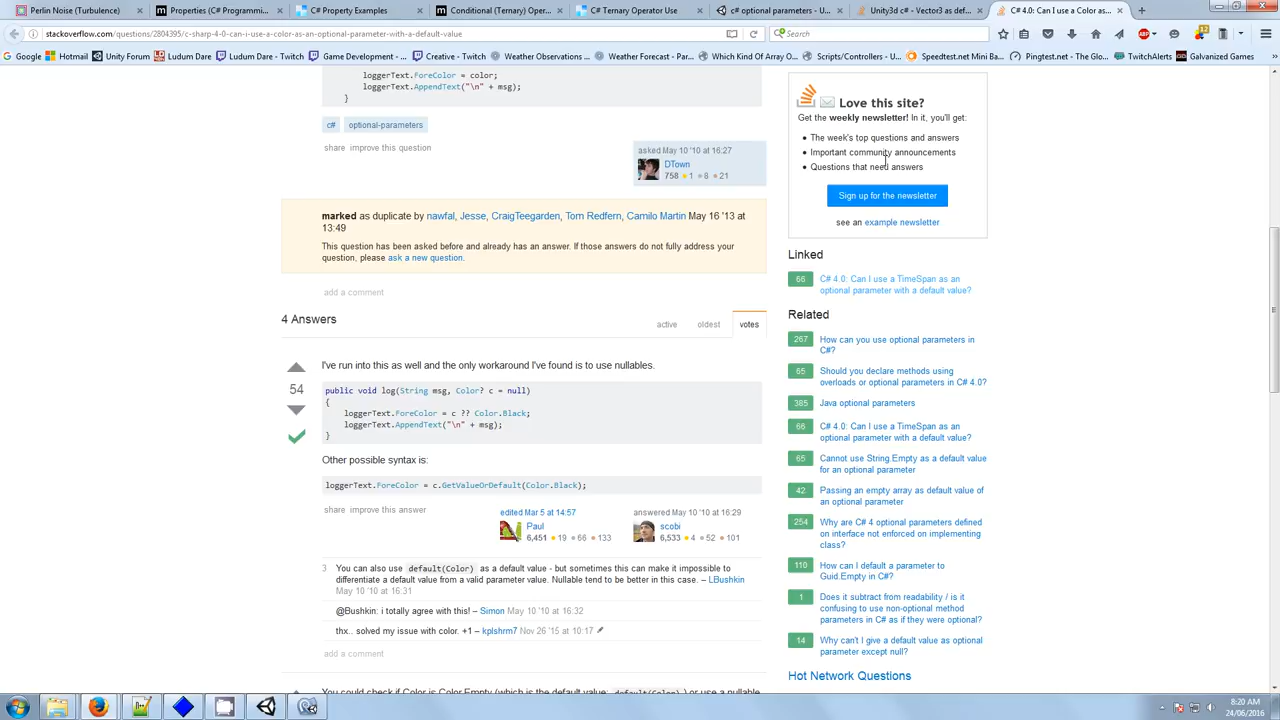 Perlin Noise (Turbulence)
Properties (C# Programmin...
C# Property Examples
Conditional (Ternary) Oper...
C# Ternary Operator Use
c# optional parameters - U...
Unity3d c# - Vector3 as def...
C# 4.0: Can I use a Color as...
stackoverflow.com/questions/2804395/c-sharp-4-0-can-i-use-a-color-as-an-optional-parameter-with-a-default-value
Search
Google
Hotmail
Unity Forum
Ludum Dare
Ludum Dare - Twitch
Game Development - ...
Creative - Twitch
Weather Observations ...
Weather Forecast - Par...
Which Kind Of Array O...
Scripts/Controllers - U...
Speedtest.net Mini Ba...
Pingtest.net - The Glo...
TwitchAlerts
Galvanized Games
loggerText.ForeColor = color;
loggerText.AppendText("\n" + msg);
}
c#
optional-parameters
share improve this question
asked May 10 '10 at 16:27
DTown
758 1 8 21
marked as duplicate by nawfal, Jesse, CraigTeegarden, Tom Redfern, Camilo Martin May 16 '13 at
13:49
This question has been asked before and already has an answer. If those answers do not fully address your
question, please ask a new question.
add a comment
4 Answers
active
oldest
votes
I've run into this as well and the only workaround I've found is to use nullables.
54
public void log(String msg, Color? c = null)
{
loggerText.ForeColor = c ?? Color.Black;
loggerText.AppendText("\n" + msg);
}
Other possible syntax is:
loggerText.ForeColor = c.GetValueOrDefault(Color.Black);
share improve this answer
edited Mar 5 at 14:57
Paul
6,451 19 66 133
answered May 10 '10 at 16:29
scobi
6,533 4 52 101
3 You can also use default(Color) as a default value - but sometimes this can make it impossible to
differentiate a default value from a valid parameter value. Nullable tend to be better in this case. – LBushkin
May 10 '10 at 16:31
@Bushkin: i totally agree with this! – Simon May 10 '10 at 16:32
thx.. solved my issue with color. +1 – kplshrm7 Nov 26 '15 at 10:17
add a comment
You could check if Color is Color.Empty (which is the default value: default(Color) ) or use a nullable
Love this site?
Get the weekly newsletter! In it, you'll get:
The week's top questions and answers
Important community announcements
Questions that need answers
Sign up for the newsletter
see an example newsletter
Linked
66 C# 4.0: Can I use a TimeSpan as an
optional parameter with a default value?
Related
267 How can you use optional parameters in
C#?
65 Should you declare methods using
overloads or optional parameters in C# 4.0?
385 Java optional parameters
66 C# 4.0: Can I use a TimeSpan as an
optional parameter with a default value?
65 Cannot use String.Empty as a default value
for an optional parameter
42 Passing an empty array as default value of
an optional parameter
254 Why are C# 4 optional parameters defined
on interface not enforced on implementing
class?
110 How can I default a parameter to
Guid.Empty in C#?
1 Does it subtract from readability / is it
confusing to use non-optional method
parameters in C# as if they were optional?
14 Why can't I give a default value as optional
parameter except null?
Hot Network Questions
8:20 AM
24/06/2016